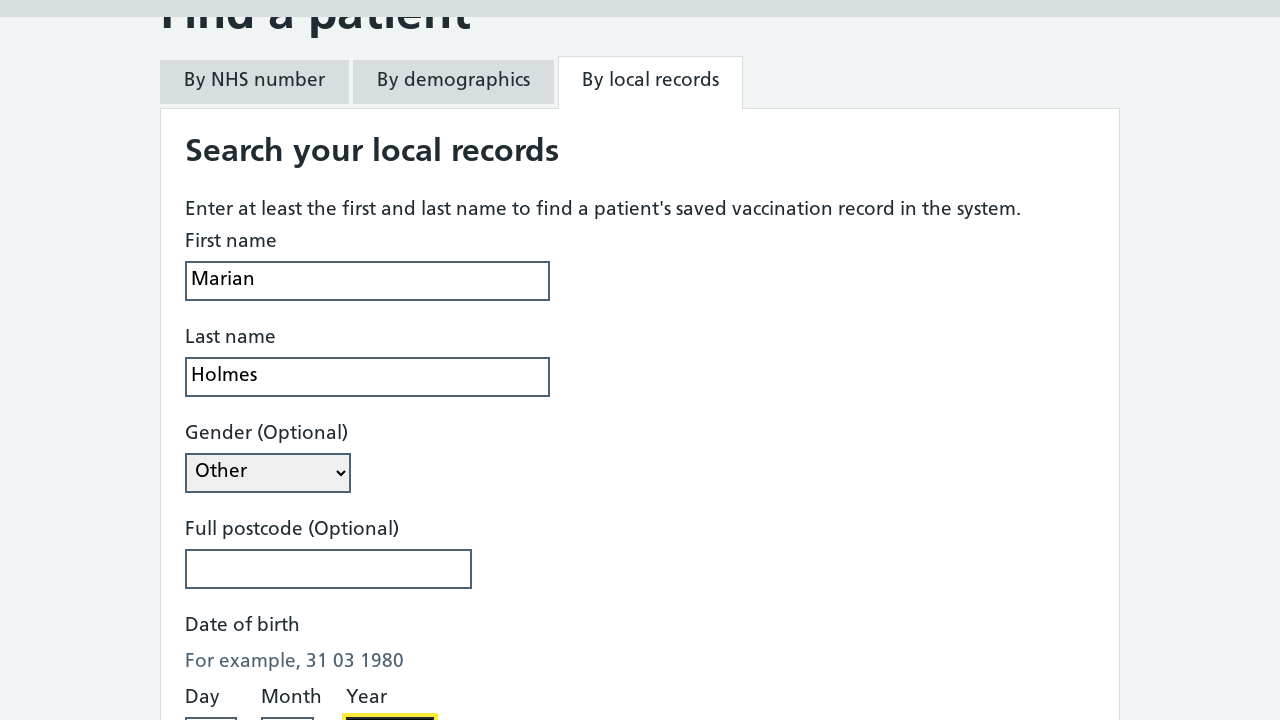 Find a patient
By NHS number
By demographics
By local records
Search your local records
Enter at least the first and last name to find a patient's saved vaccination record in the system.
First name
Marian
Last name
Holmes
Gender (Optional)
Other
Full postcode (Optional)
Date of birth
For example, 31 03 1980
Day Month Year